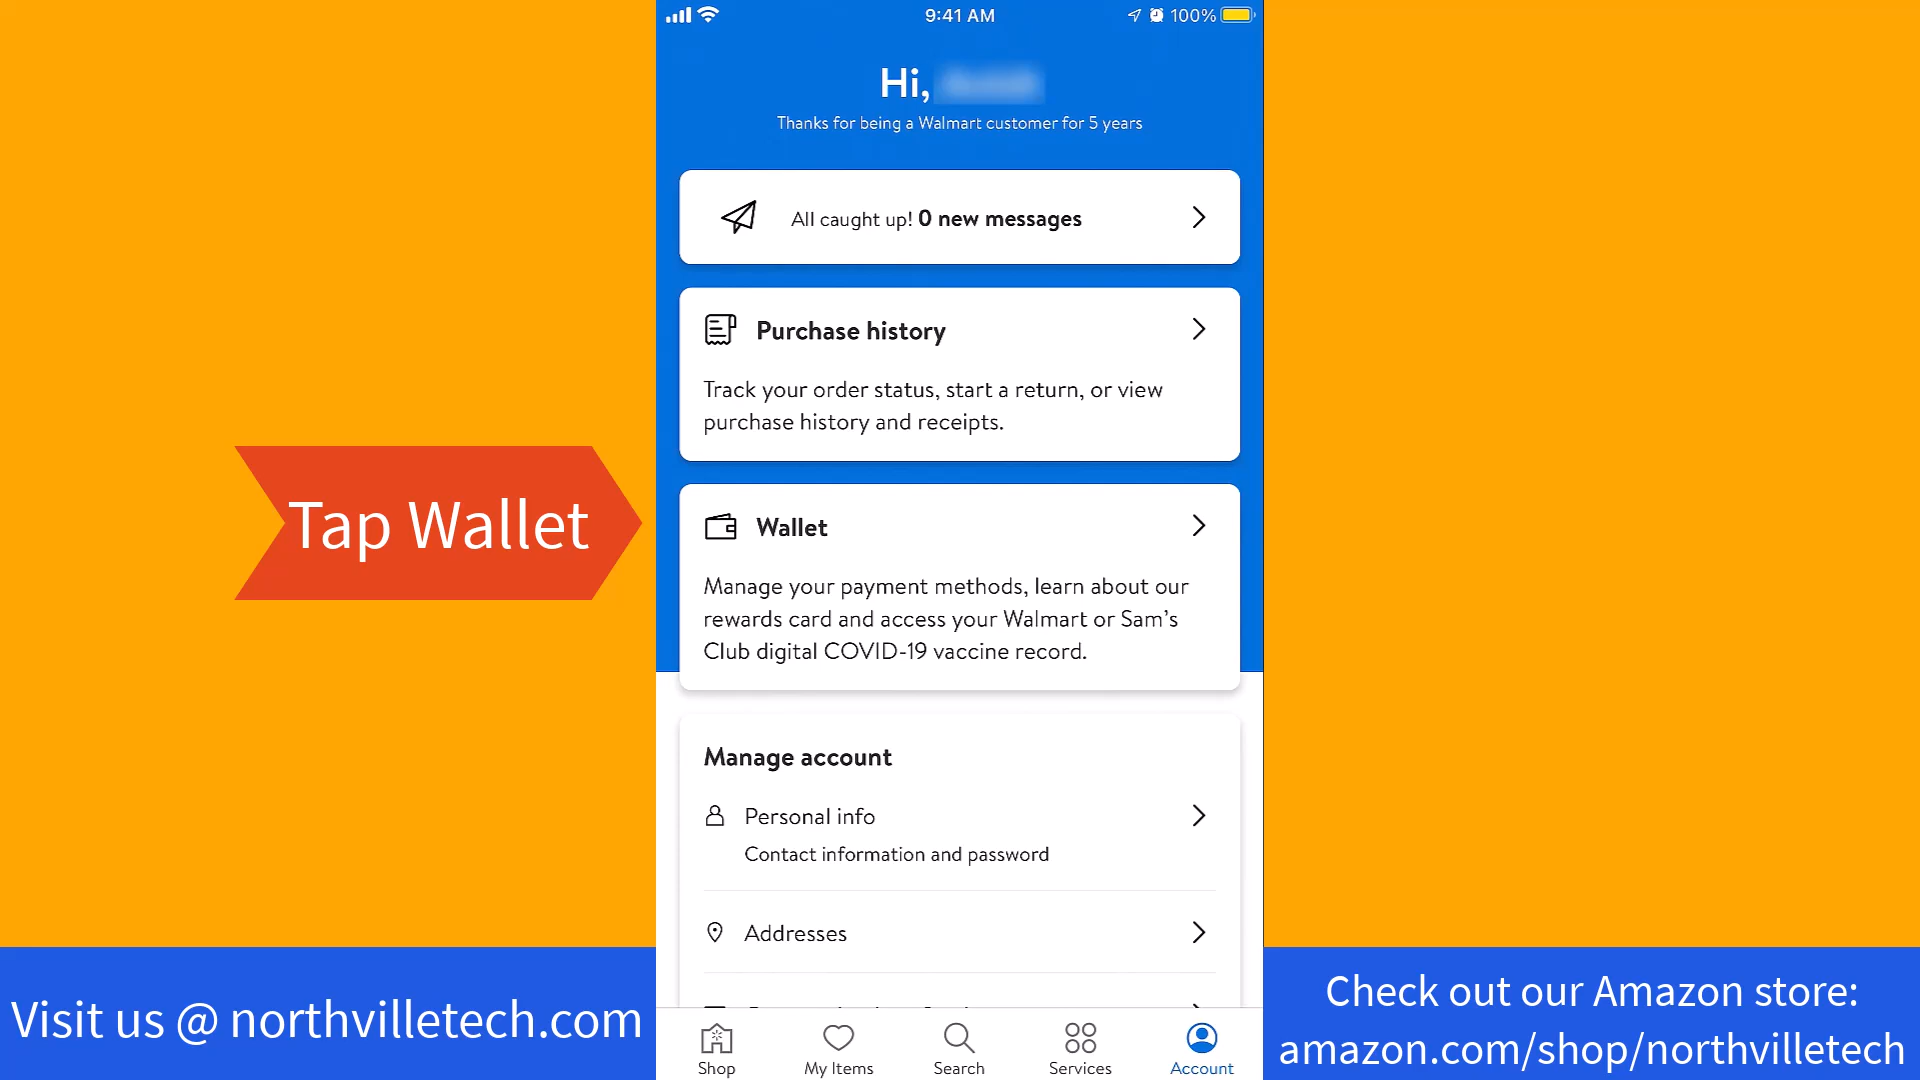 9:41 AM
100%
Hi,
Thanks for being a Walmart customer for 5 years
All caught up! 0 new messages
Purchase history
Track your order status, start a return, or view
purchase history and receipts.
Tap Wallet
Wallet
Manage your payment methods, learn about our
rewards card and access your Walmart or Sam's
Club digital COVID-19 vaccine record.
Manage account
Personal info
Contact information and password
Addresses
Shop
My Items
Search
Services
Account
Visit us @ northvilletech.com
Check out our Amazon store:
amazon.com/shop/northvilletech